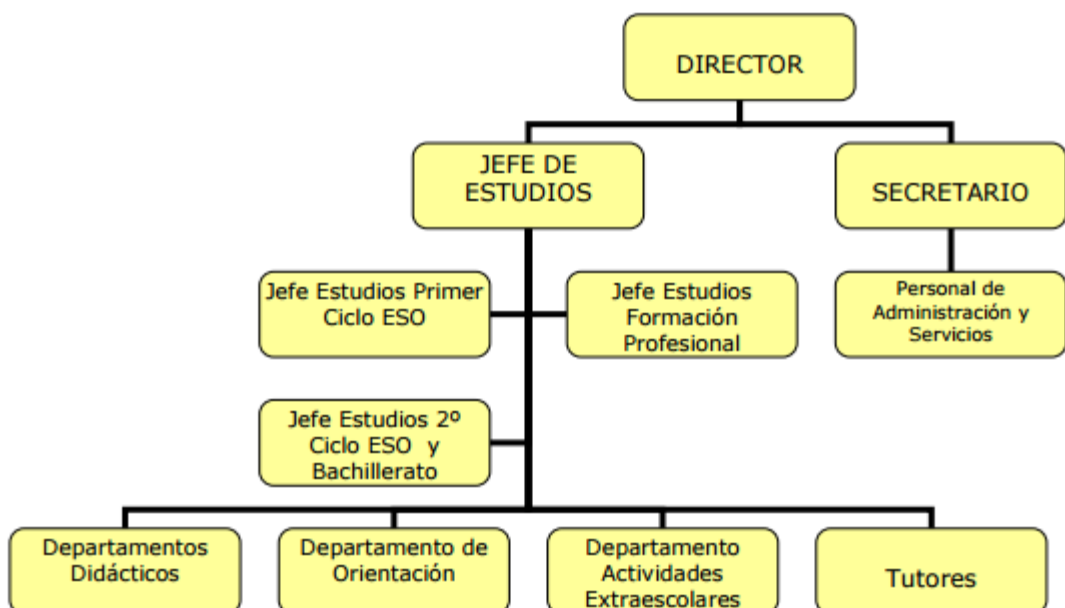 DIRECTOR
JEFE DE
ESTUDIOS
SECRETARIO
Jefe Estudios Primer
Ciclo ESO
Jefe Estudios
Formación
Profesional
Personal de
Administración y
Servicios
Jefe Estudios 2º
Ciclo ESO y
Bachillerato
Departamentos
Didácticos
Departamento de
Orientación
Departamento
Actividades
Extraescolares
Tutores